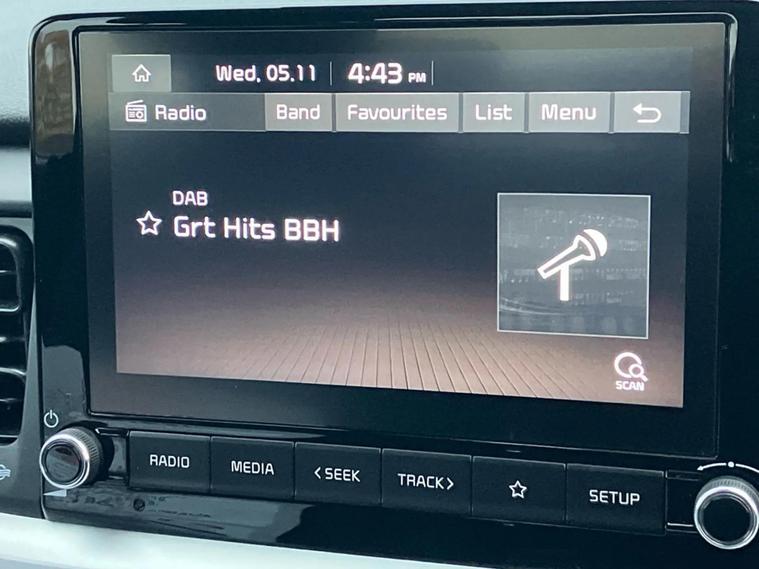 Wed, 05.11 4:43 PM
Radio Band Favourites List Menu
DAB
Grt Hits BBH
SCAN
RADIO MEDIA <SEEK TRACK> SETUP